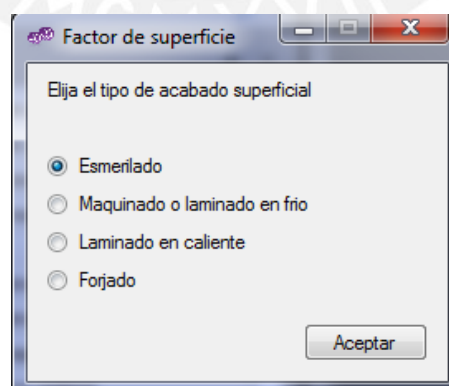 Factor de superficie
Elija el tipo de acabado superficial
Esmerilado
Maquinado o laminado en frio
Laminado en caliente
Forjado
Aceptar